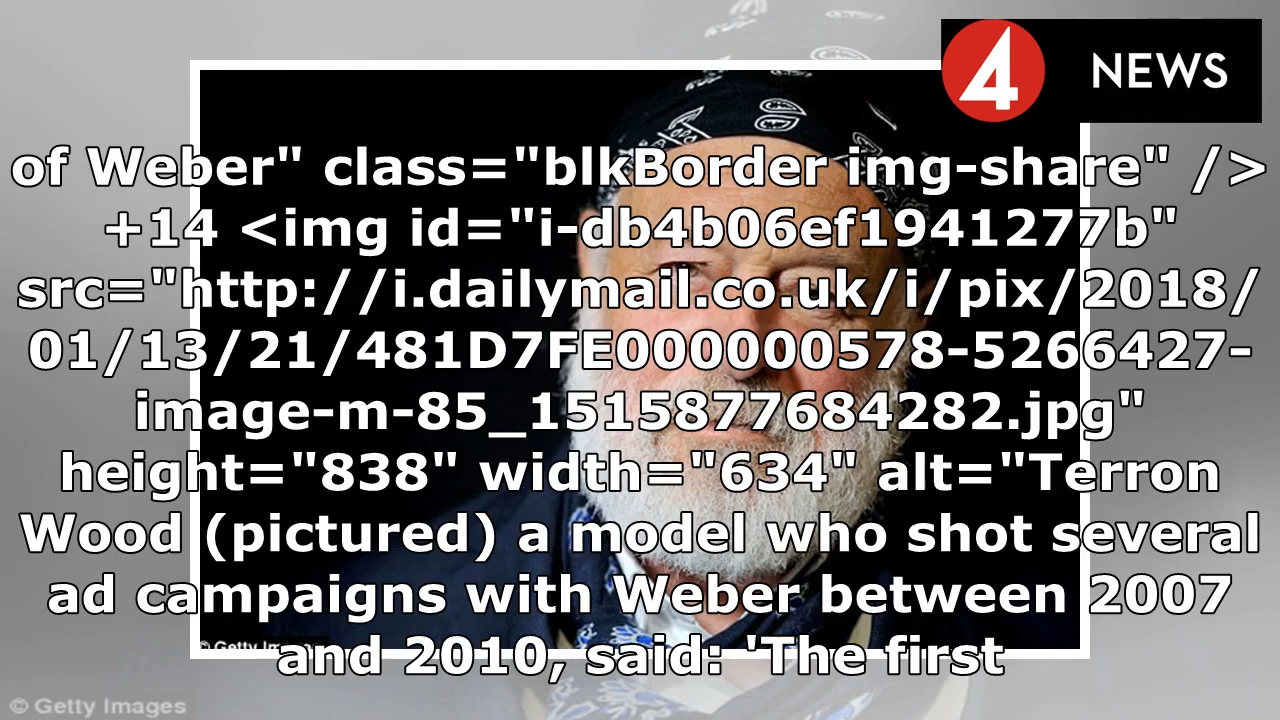 4 NEWS
of Weber" class="blkBorder img-share" />
+14 <img id="i-db4b06ef1941277b"
src="http://i.dailymail.co.uk/i/pix/2018/
01/13/21/481D7FE000000578-5266427-
image-m-85_1515877684282.jpg"
height="838" width="634" alt="Terron
Wood (pictured) a model who shot several
ad campaigns with Weber between 2007
and 2010, said: 'The first
© Getty Images
© Getty Images